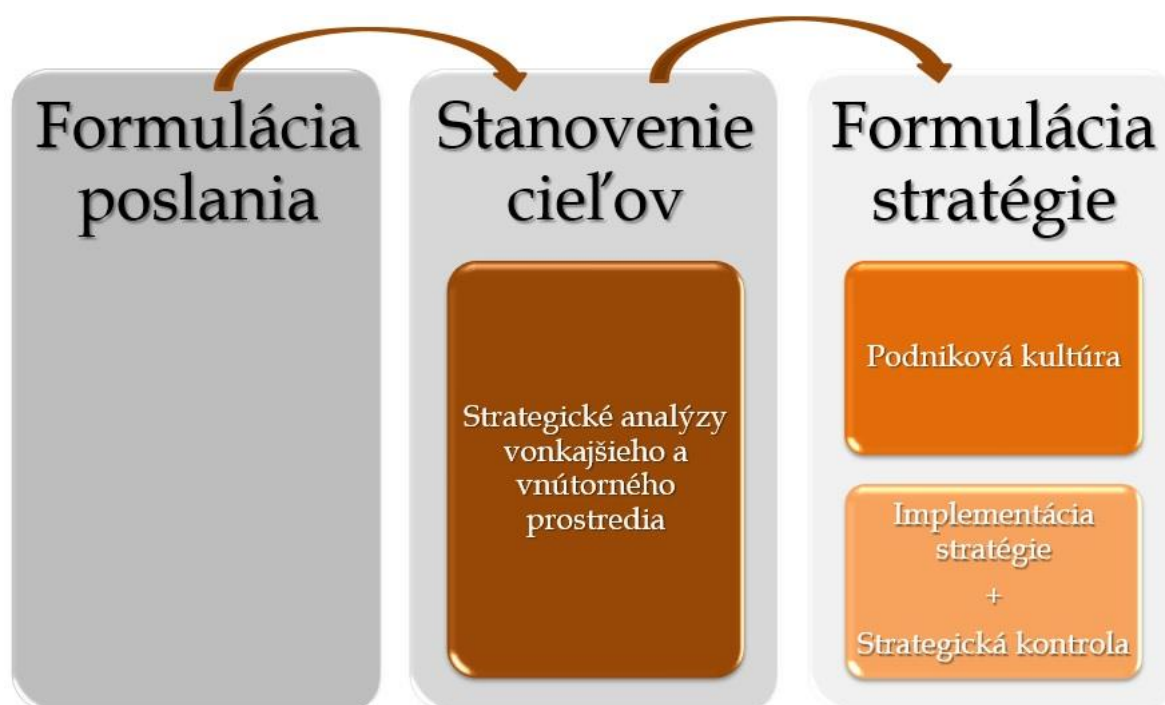 Formulácia
poslania
Stanovenie
cieľov
Strategické analýzy
vonkajšieho a
vnútorného
prostredia
Formulácia
stratégie
Podniková kultúra
Implementácia
stratégie
+
Strategická kontrola